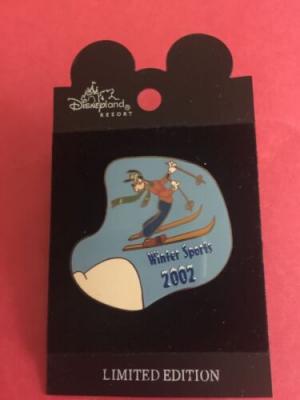 Disneyland®
RESORT
Winter Sports
2002
LIMITED EDITION